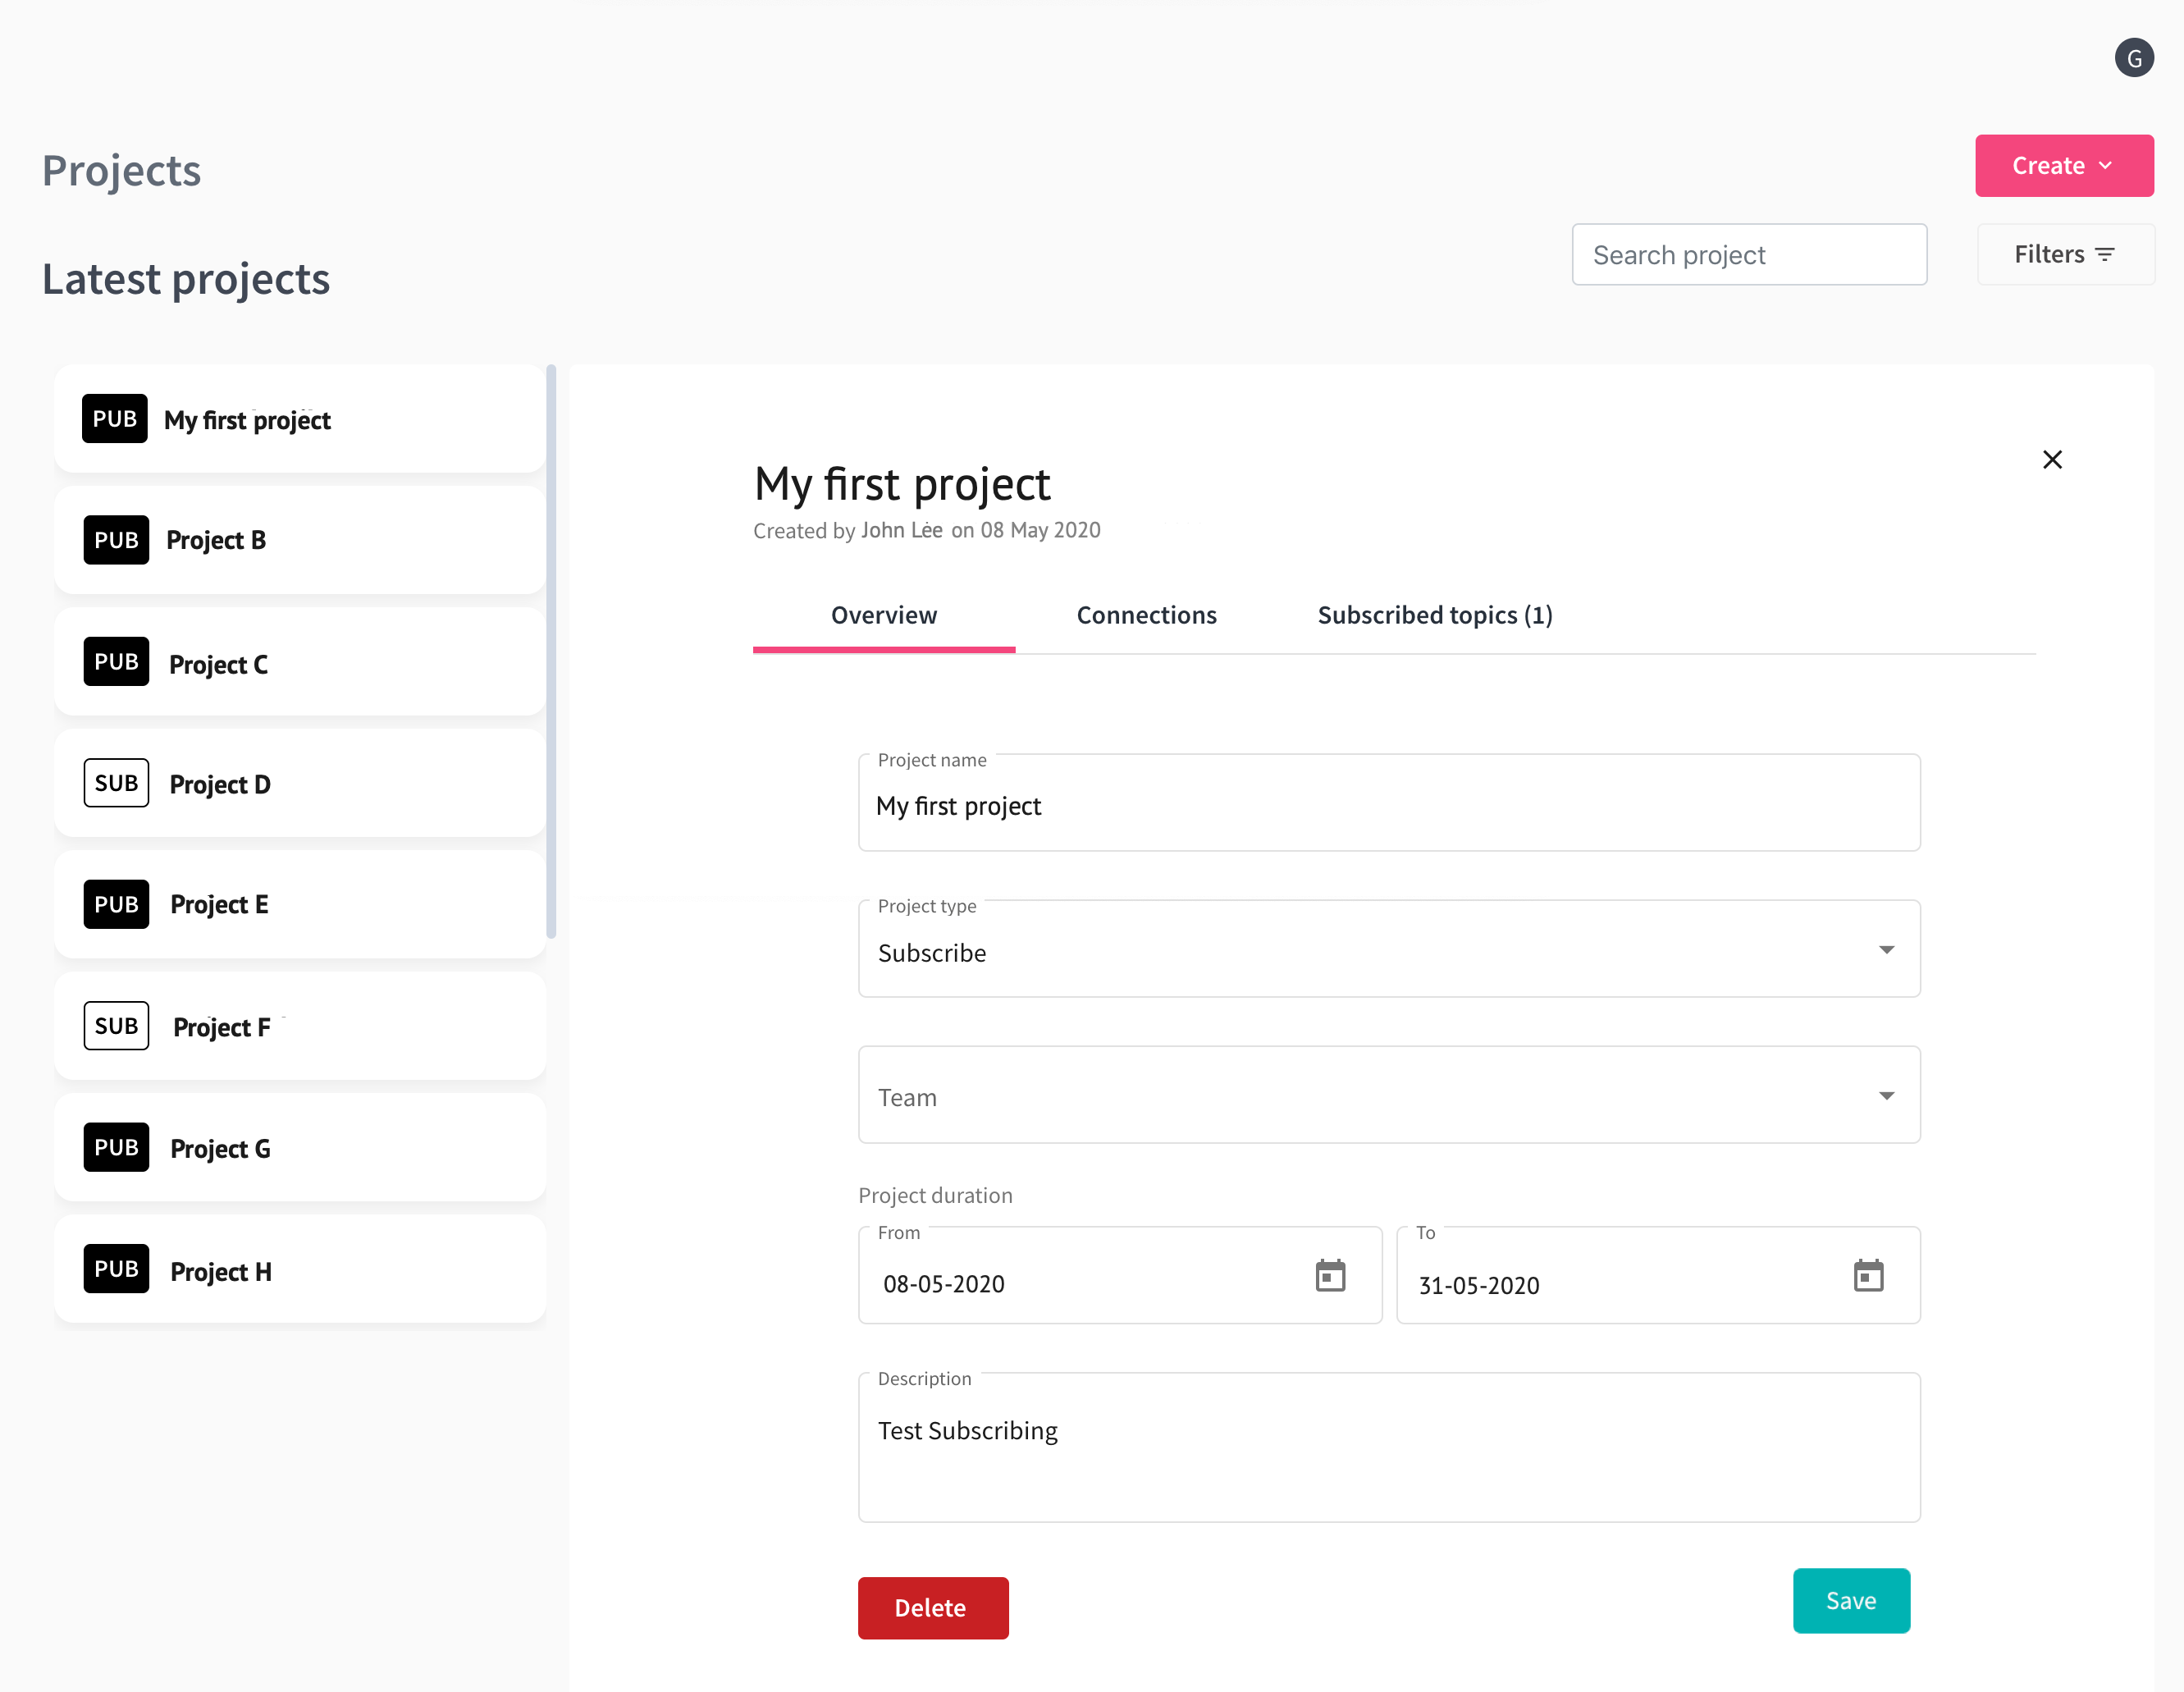 G
Projects
Create
Latest projects
Search project
Filters
PUB My first project
PUB Project B
PUB Project C
SUB Project D
PUB Project E
SUB Project F
PUB Project G
PUB Project H
My first project
Created by John Lee on 08 May 2020
Overview Connections Subscribed topics (1)
Project name
My first project
Project type
Subscribe
Team
Project duration
From To
08-05-2020 31-05-2020
Description
Test Subscribing
Delete Save